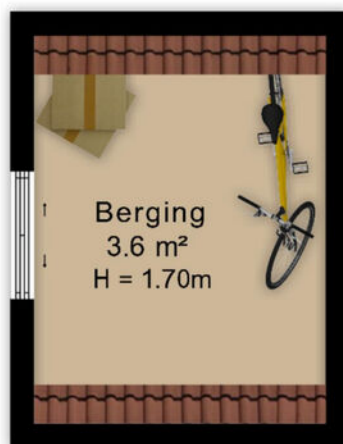 Berging
3.6 m²
H = 1.70m